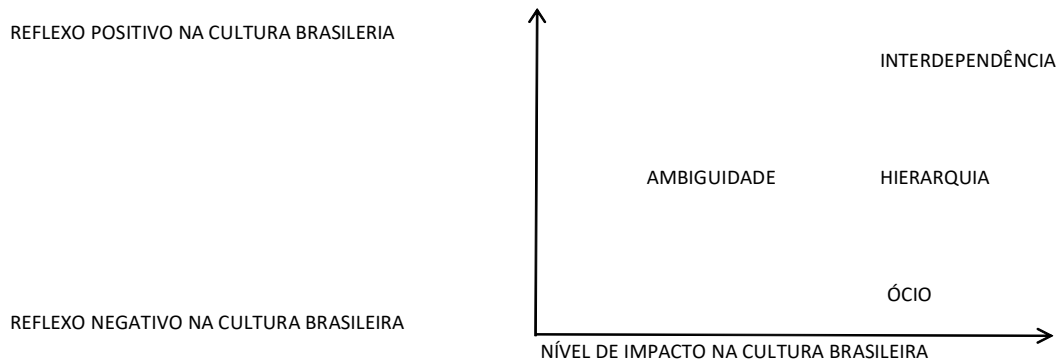 REFLEXO POSITIVO NA CULTURA BRASILERIA
INTERDEPENDÊNCIA
AMBIGUIDADE
HIERARQUIA
ÓCIO
REFLEXO NEGATIVO NA CULTURA BRASILEIRA
NÍVEL DE IMPACTO NA CULTURA BRASILEIRA